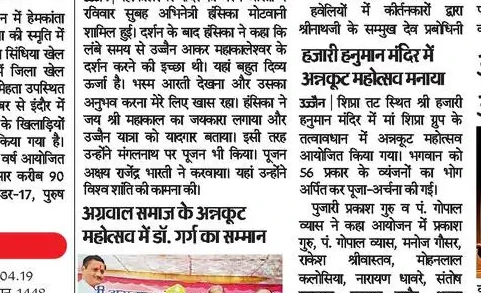 न में हेमकांता
ा की स्मृति में
सिंधिया खेल
में जिला खेल
मेहता उपस्थित
बर से इंदौर में
के खिलाड़ियों
किया गया है।
वर्ष आयोजित
मार करीब 90
डर-17, पुरुष
04.19
1448
रविवार सुबह अभिनेत्री हंसिका मोटवानी
शामिल हुईं। दर्शन के बाद हंसिका ने कहा कि
लंबे समय से उज्जैन आकर महाकालेश्वर के
दर्शन करने की इच्छा थी। यहां बहुत दिव्य
ऊर्जा है। भस्म आरती देखना और उसका
अनुभव करना मेरे लिए खास रहा। हंसिका ने
जय श्री महाकाल का जयकारा लगाया और
उज्जैन यात्रा को यादगार बताया। इसी तरह
उन्होंने मंगलनाथ पर पूजन भी किया। पूजन
अक्षय राजेंद्र भारती ने करवाया। यहां उन्होंने
विश्व शांति की कामना की।
अग्रवाल समाज के अन्नकूट
महोत्सव में डॉ. गर्ग का सम्मान
हवेलियों में कीर्तनकारों द्वारा
श्रीनाथजी के सम्मुख देव प्रबोधिनी
हजारी हनुमान मंदिर में
अन्नकूट महोत्सव मनाया
उज्जैन | शिप्रा तट स्थित श्री हजारी
हनुमान मंदिर में मां शिप्रा ग्रुप के
तत्वावधान में अन्नकूट महोत्सव
आयोजित किया गया। भगवान को
56 प्रकार के व्यंजनों का भोग
अर्पित कर पूजा-अर्चना की गई।
पुजारी प्रकाश गुरु व पं. गोपाल
व्यास ने कहा आयोजन में प्रकाश
गुरु, पं. गोपाल व्यास, मनोज गौसर,
राकेश श्रीवास्तव, मोहनलाल
कलोसिया, नारायण धावरे, संतोष